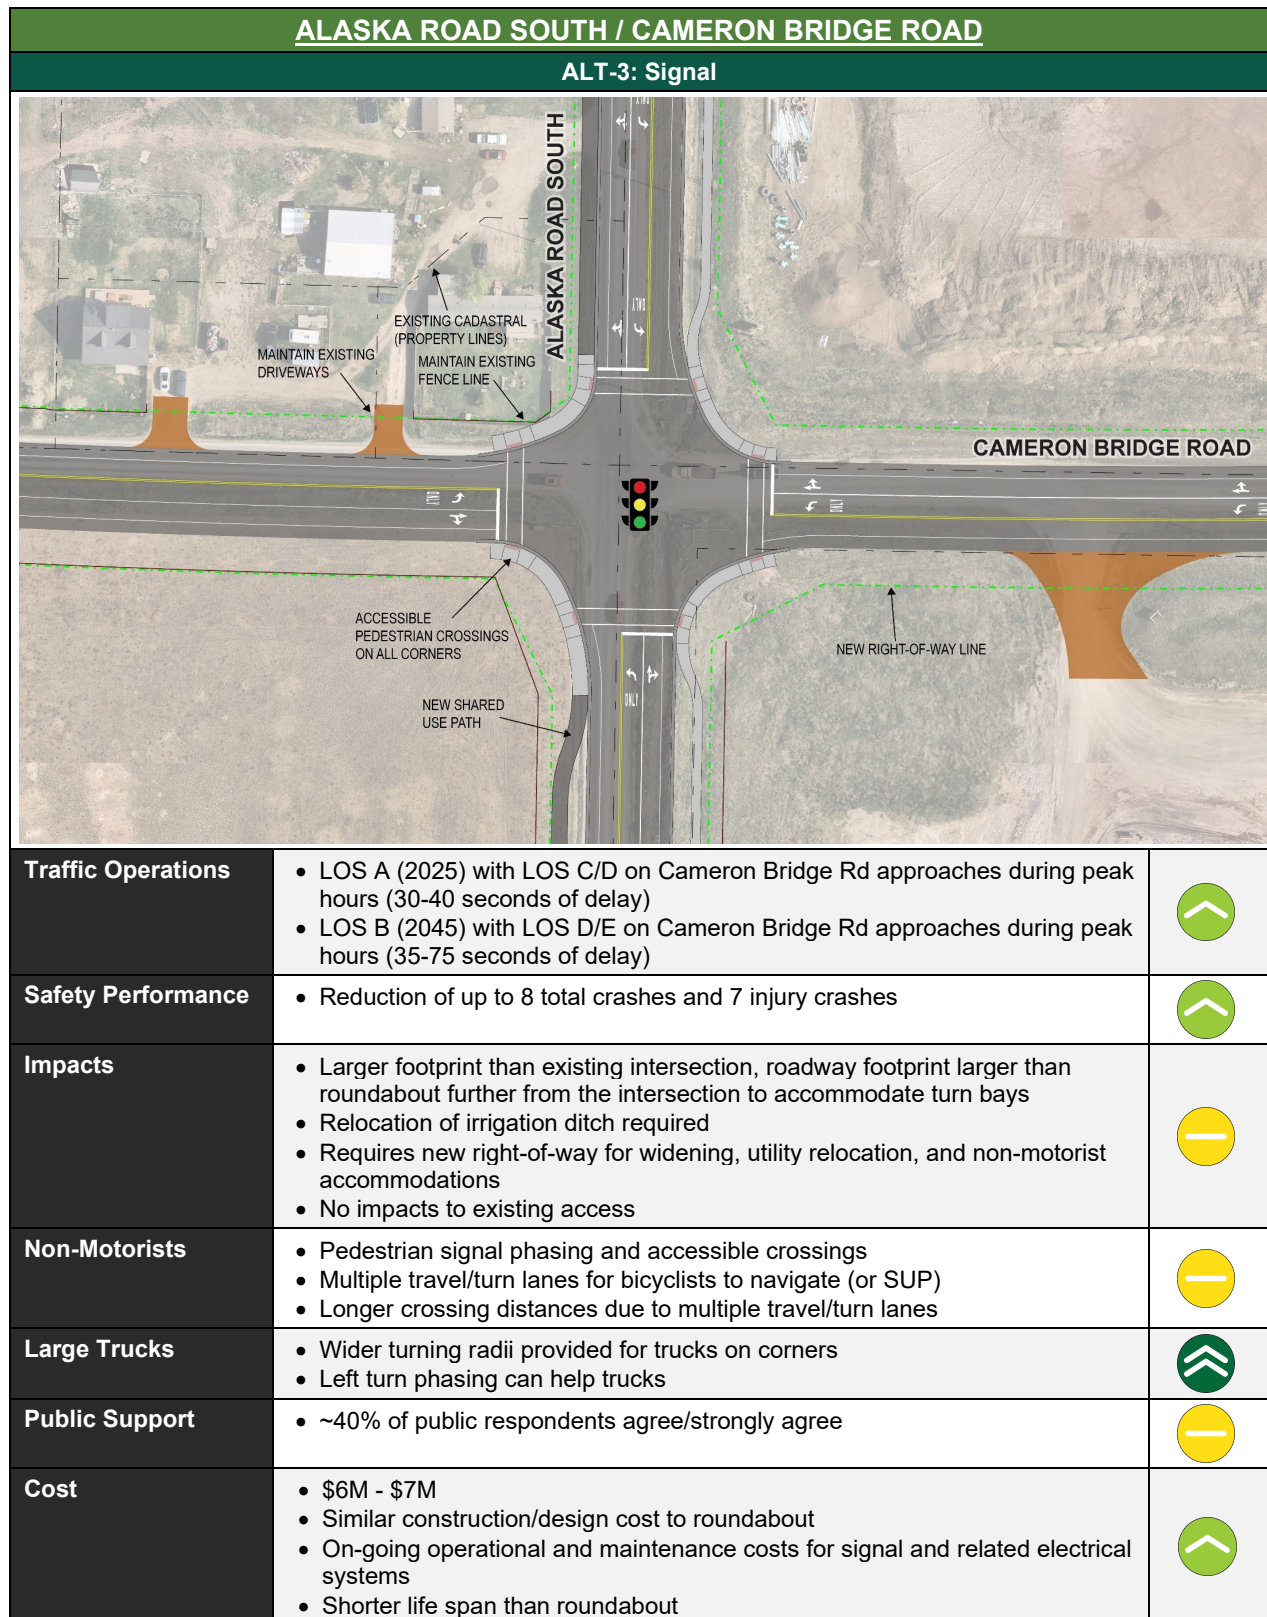 ALASKA ROAD SOUTH / CAMERON BRIDGE ROAD
ALT-3: Signal
ONLY
ALASKA ROAD SOUTH
ONLY
EXISTING CADASTRAL
(PROPERTY LINES)
MAINTAIN EXISTING
DRIVEWAYS
MAINTAIN EXISTING
FENCE LINE
CAMERON BRIDGE ROAD
ONLY
ONLY
ONLY
ACCESSIBLE
PEDESTRIAN CROSSINGS
ON ALL CORNERS
NEW RIGHT-OF-WAY LINE
ONLY
NEW SHARED
USE PATH
Traffic Operations
• LOS A (2025) with LOS C/D on Cameron Bridge Rd approaches during peak
hours (30-40 seconds of delay)
• LOS B (2045) with LOS D/E on Cameron Bridge Rd approaches during peak
hours (35-75 seconds of delay)
Safety Performance
• Reduction of up to 8 total crashes and 7 injury crashes
Impacts
• Larger footprint than existing intersection, roadway footprint larger than
roundabout further from the intersection to accommodate turn bays
• Relocation of irrigation ditch required
• Requires new right-of-way for widening, utility relocation, and non-motorist
accommodations
• No impacts to existing access
Non-Motorists
• Pedestrian signal phasing and accessible crossings
• Multiple travel/turn lanes for bicyclists to navigate (or SUP)
• Longer crossing distances due to multiple travel/turn lanes
Large Trucks
• Wider turning radii provided for trucks on corners
• Left turn phasing can help trucks
Public Support
• ~40% of public respondents agree/strongly agree
Cost
• $6M - $7M
• Similar construction/design cost to roundabout
• On-going operational and maintenance costs for signal and related electrical
systems
• Shorter life span than roundabout